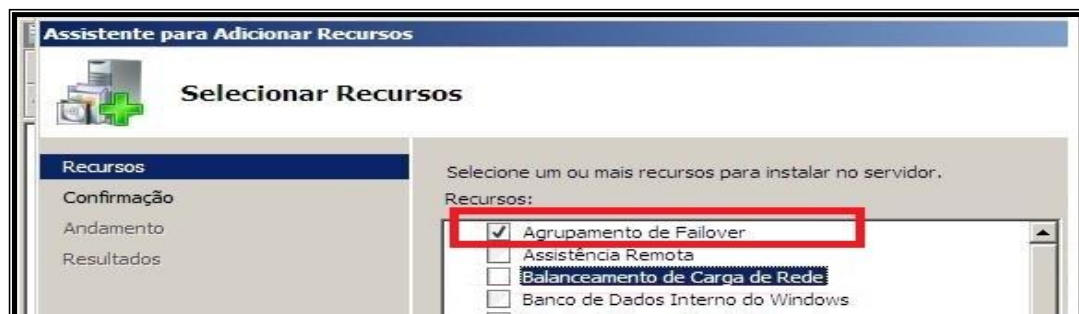 Assistente para Adicionar Recursos
Selecionar Recursos
Recursos
Confirmação
Andamento
Resultados
Selecione um ou mais recursos para instalar no servidor.
Recursos:
Agrupamento de Failover
Assistência Remota
Balanceamento de Carga de Rede
Banco de Dados Interno do Windows